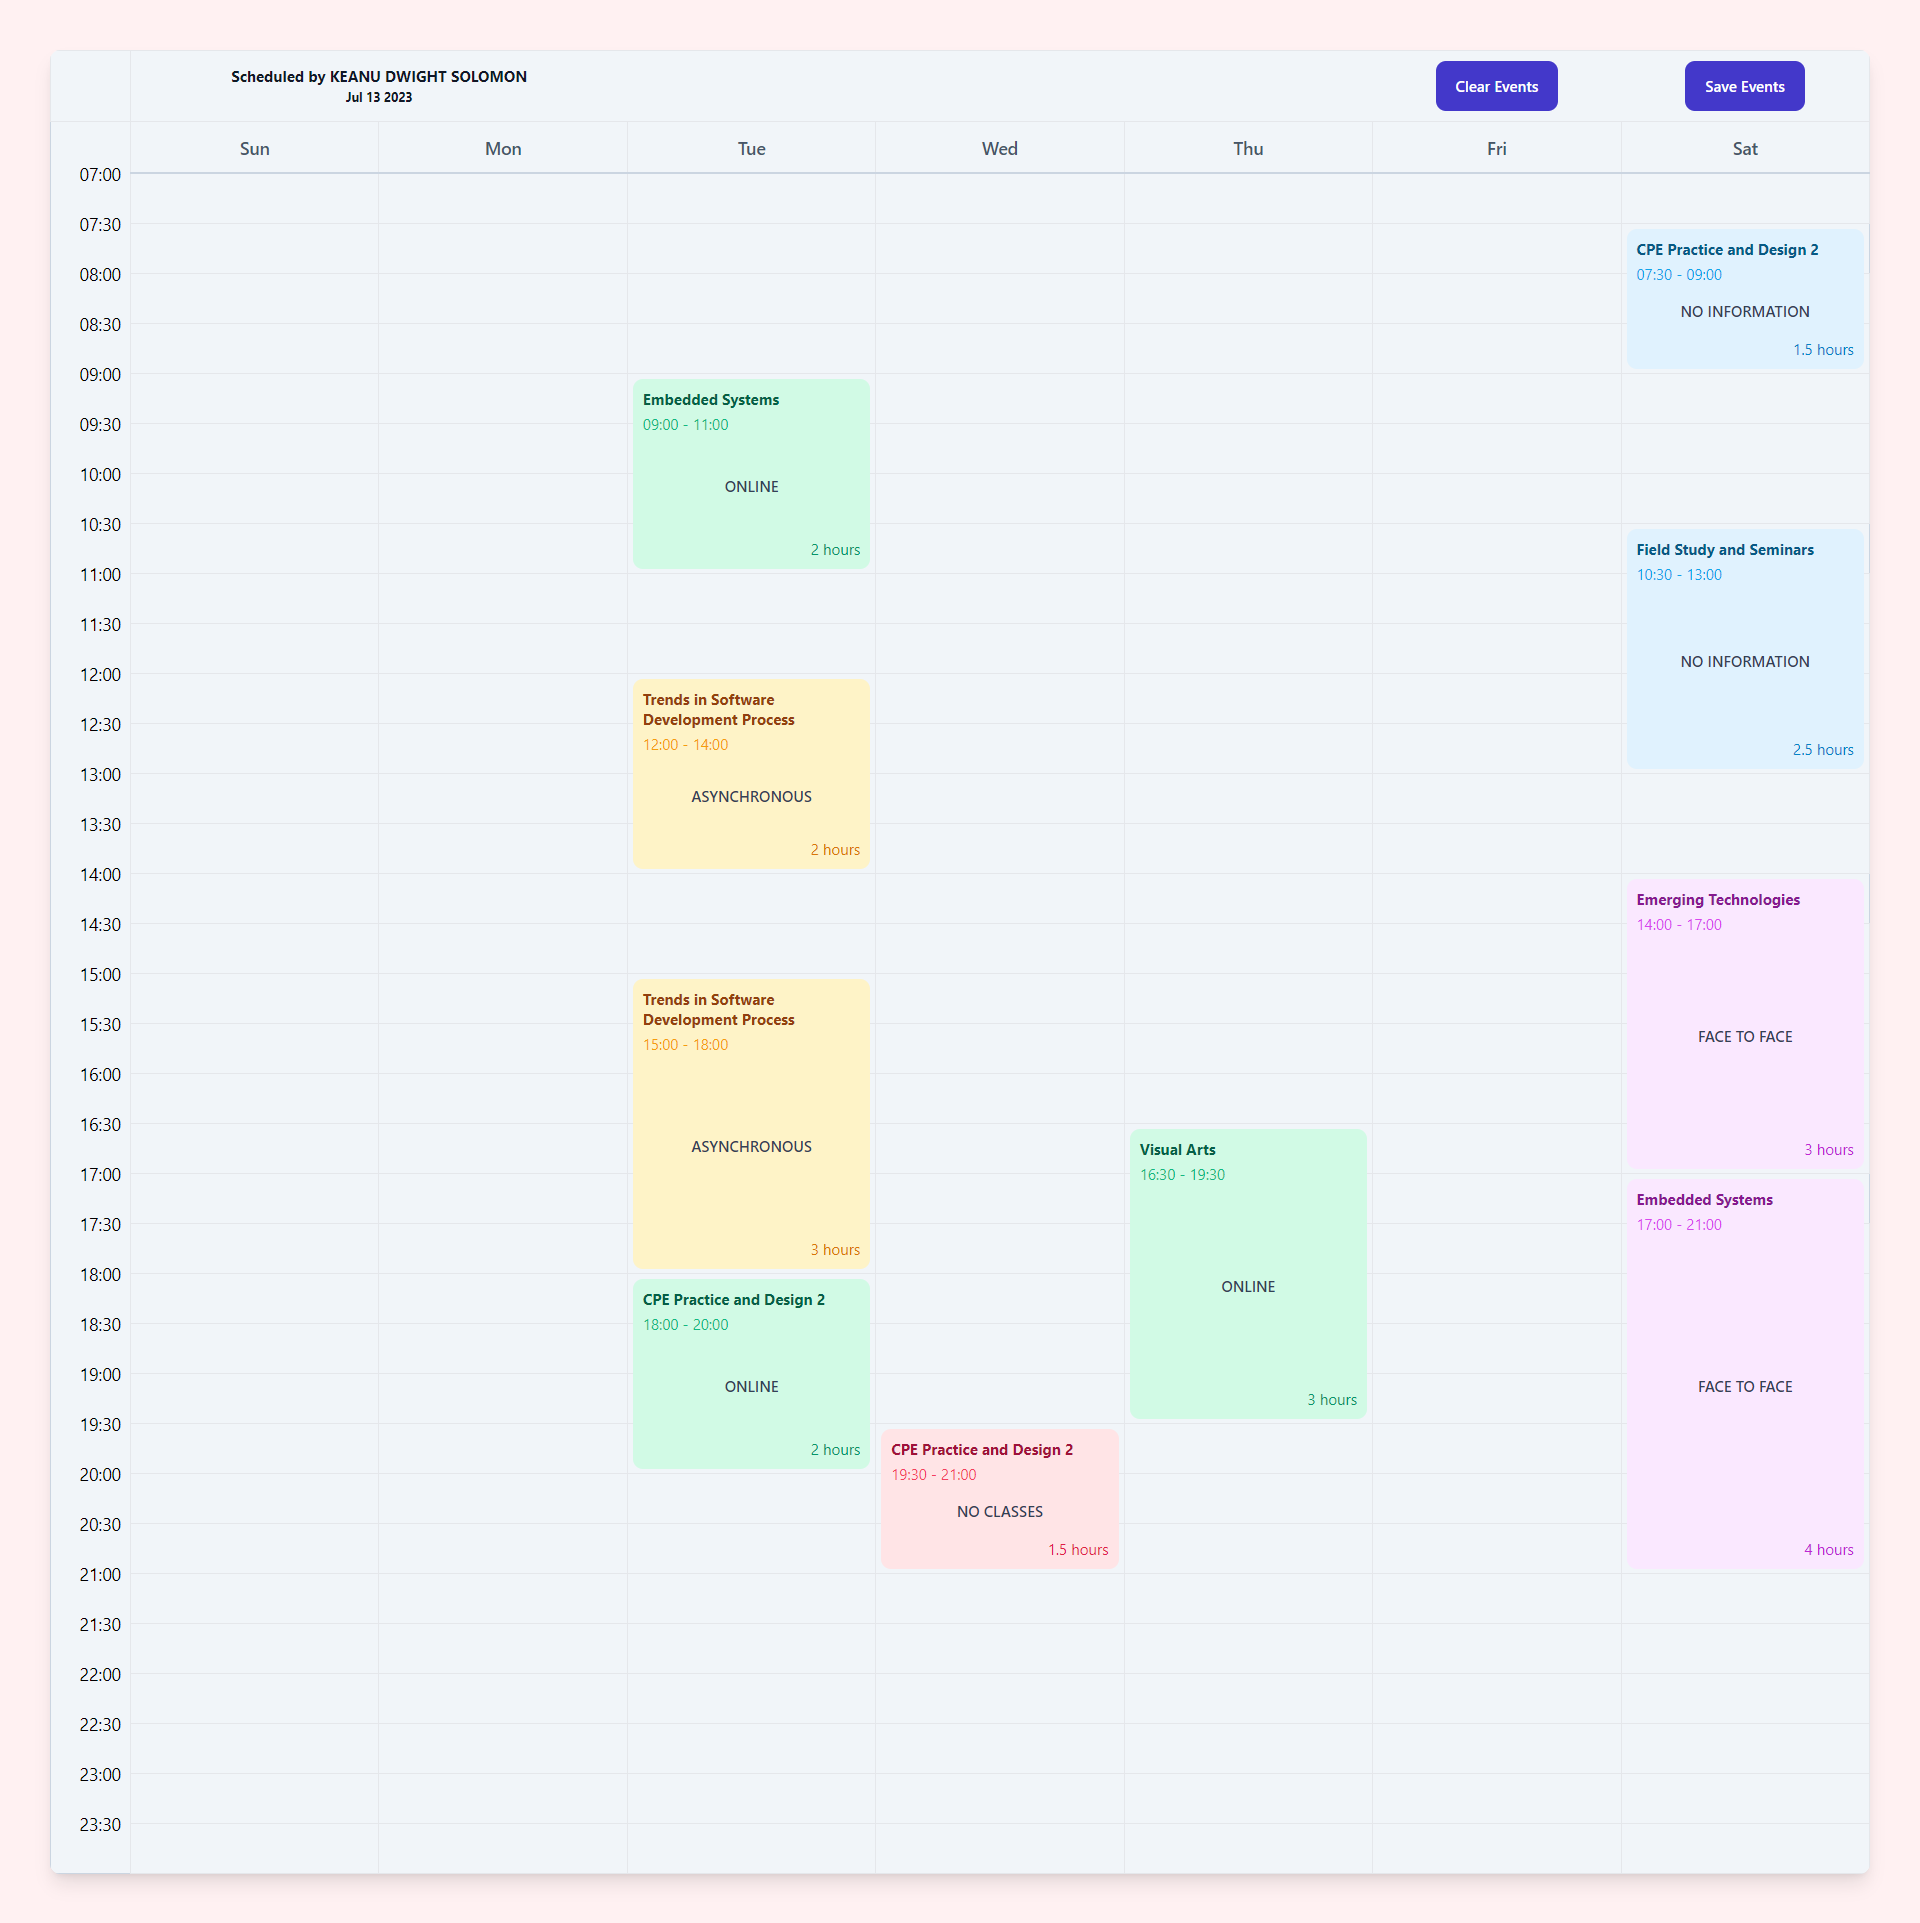 Scheduled by KEANU DWIGHT SOLOMON
Jul 13 2023
Clear Events
Save Events
Sun
Mon
Tue
Wed
Thu
Fri
Sat
07:00
07:30
08:00
08:30
09:00
09:30
10:00
10:30
11:00
11:30
12:00
12:30
13:00
13:30
14:00
14:30
15:00
15:30
16:00
16:30
17:00
17:30
18:00
18:30
19:00
19:30
20:00
20:30
21:00
21:30
22:00
22:30
23:00
23:30
Embedded Systems
09:00 - 11:00
ONLINE
2 hours
Trends in Software
Development Process
12:00 - 14:00
ASYNCHRONOUS
2 hours
Trends in Software
Development Process
15:00 - 18:00
ASYNCHRONOUS
3 hours
CPE Practice and Design 2
18:00 - 20:00
ONLINE
2 hours
CPE Practice and Design 2
19:30 - 21:00
NO CLASSES
1.5 hours
Visual Arts
16:30 - 19:30
ONLINE
3 hours
CPE Practice and Design 2
07:30 - 09:00
NO INFORMATION
1.5 hours
Field Study and Seminars
10:30 - 13:00
NO INFORMATION
2.5 hours
Emerging Technologies
14:00 - 17:00
FACE TO FACE
3 hours
Embedded Systems
17:00 - 21:00
FACE TO FACE
4 hours